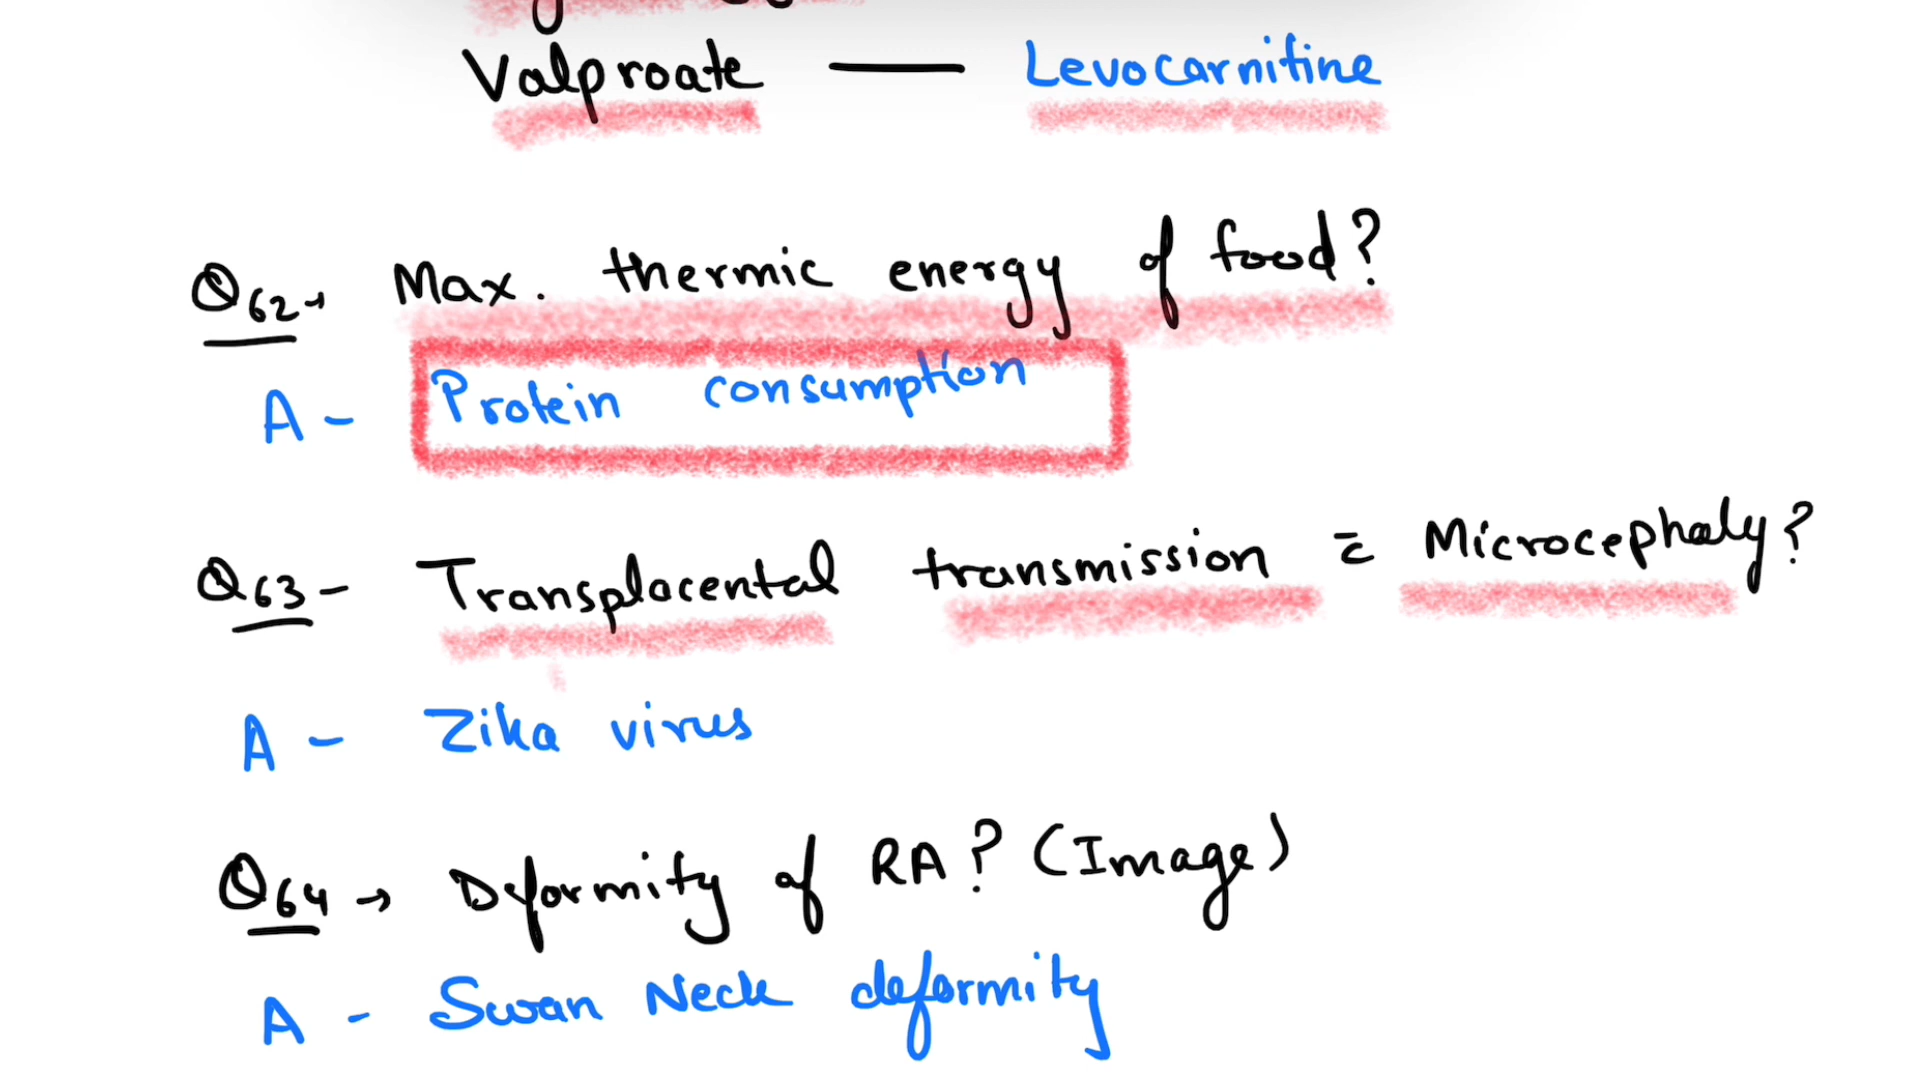 Valproate — Levocarnitine
Q62→ Max. thermic energy of food?
A - Protein consumption
Q63- Transplacental transmission c̄ Microcephaly?
A - Zika virus
Q64 → Deformity of RA? (Image)
A - Swan Neck deformity